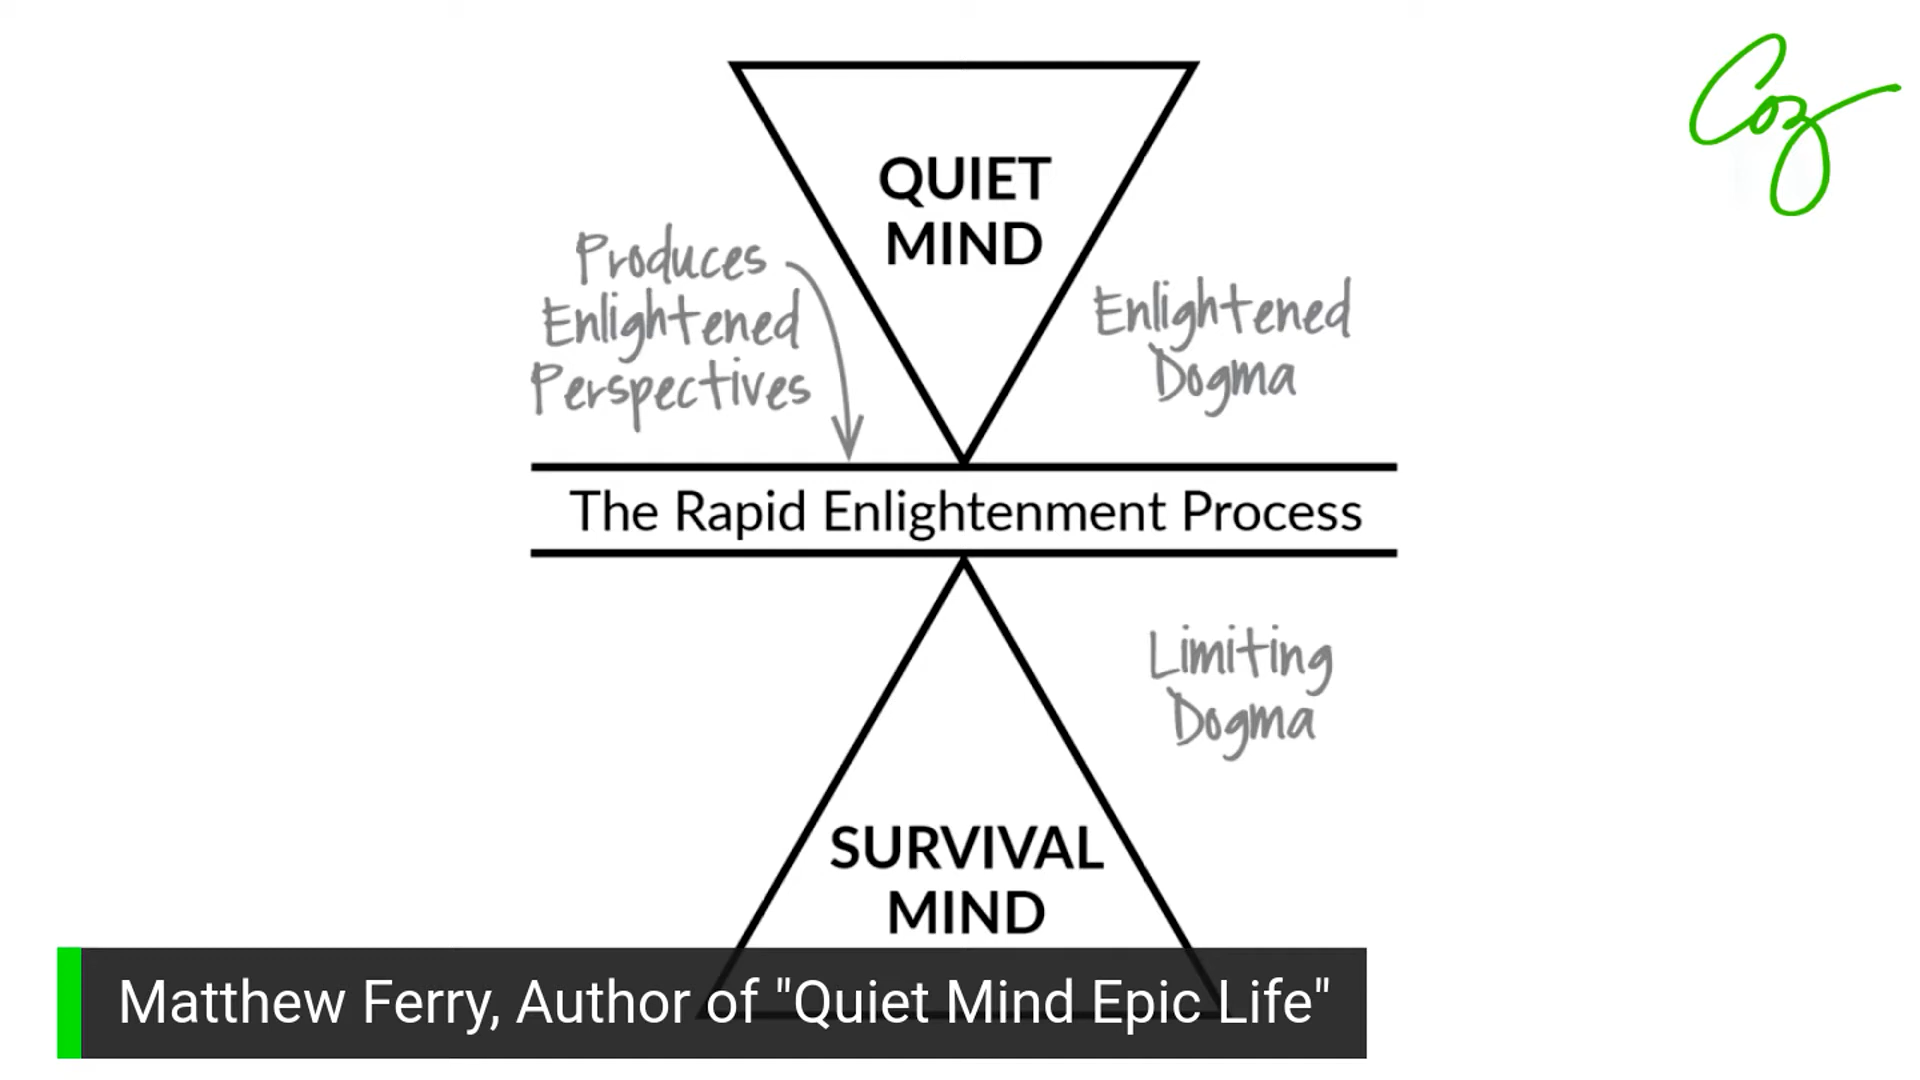 Coz
QUIET
MIND
Produces
Enlightened
Perspectives
Enlightened
Dogma
The Rapid Enlightenment Process
Limiting
Dogma
SURVIVAL
MIND
Matthew Ferry, Author of "Quiet Mind Epic Life"